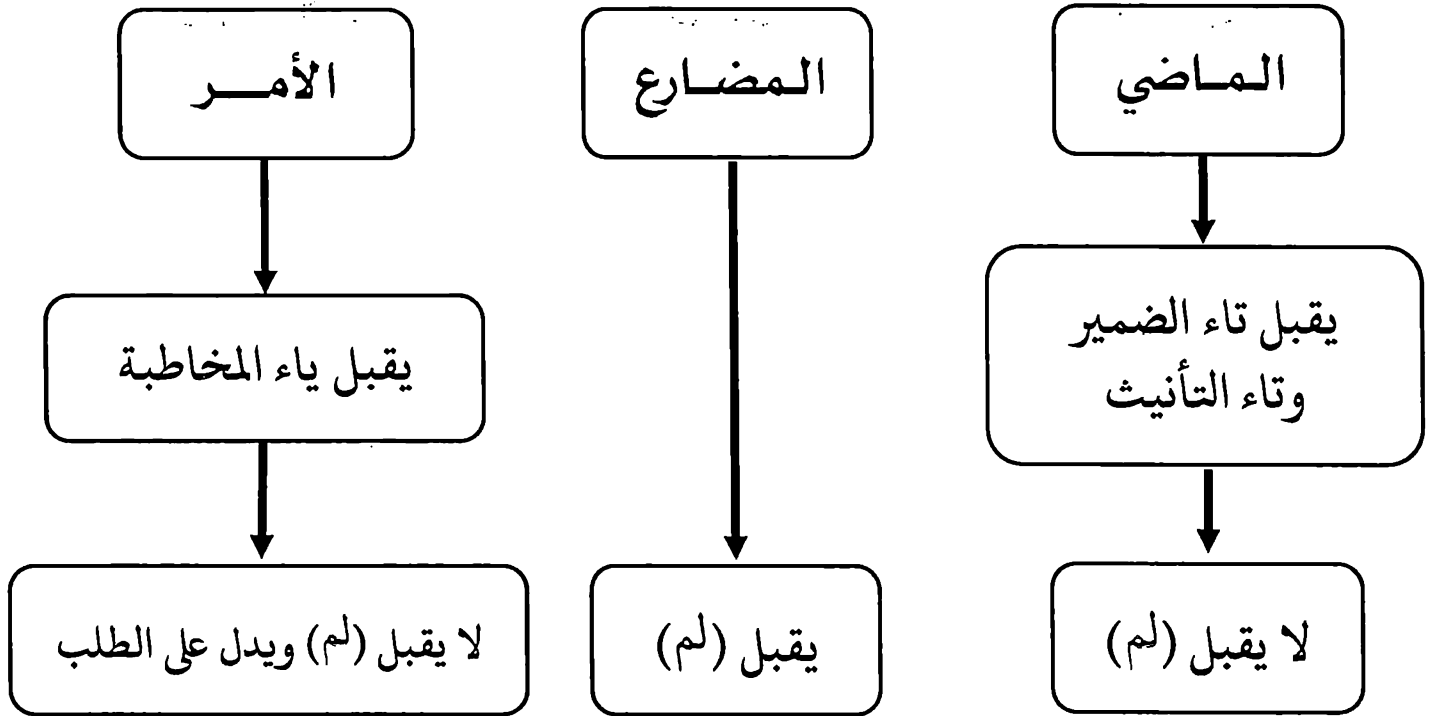 الماضي
المضارع
الأمر
يقبل تاء الضمير
وتاء التأنيث
يقبل ياء المخاطبة
لا يقبل (لم)
يقبل (لم)
لا يقبل (لم) ويدل على الطلب